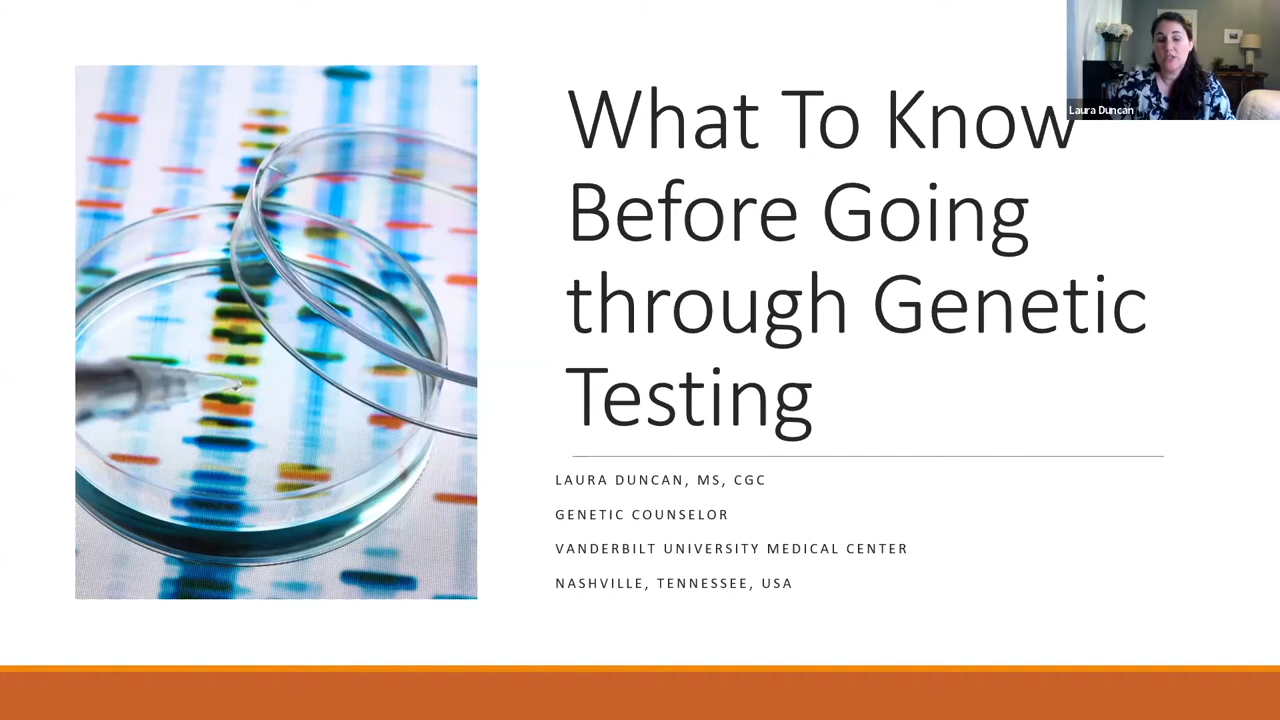 Laura Duncan
What To Know
Before Going
through Genetic
Testing
LAURA DUNCAN, MS, CGC
GENETIC COUNSELOR
VANDERBILT UNIVERSITY MEDICAL CENTER
NASHVILLE, TENNESSEE, USA